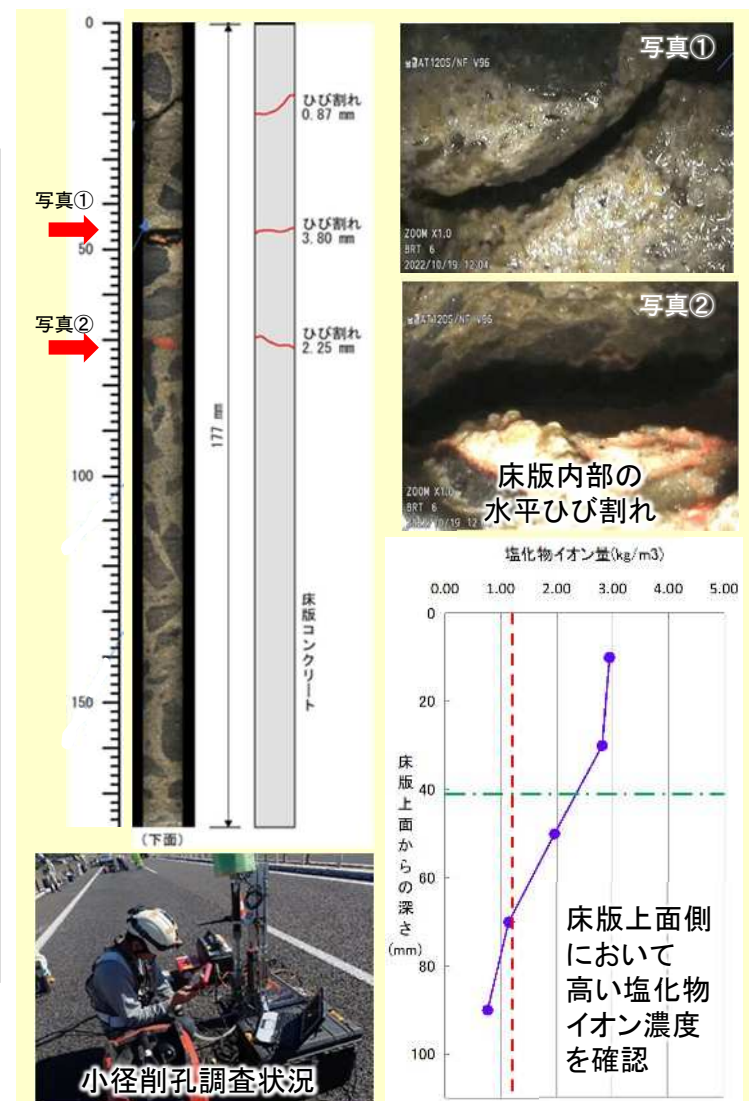 0
50
100
150
写真①
写真②
ひび割れ
0.87 mm
ひび割れ
3.80 mm
ひび割れ
2.25 mm
177 mm
床版コンクリート
(下面)
写真①
ZOOM X1.0
BRT 6
2022/10/19 12:04
写真②
ZOOM X1.0
床版内部の
水平ひび割れ
塩化物イオン量(kg/m3)
0.00 1.00 2.00 3.00 4.00 5.00
0
20
40
60
80
100
床版上面からの深さ
(mm)
床版上面側
において
高い塩化物
イオン濃度
を確認
小径削孔調査状況